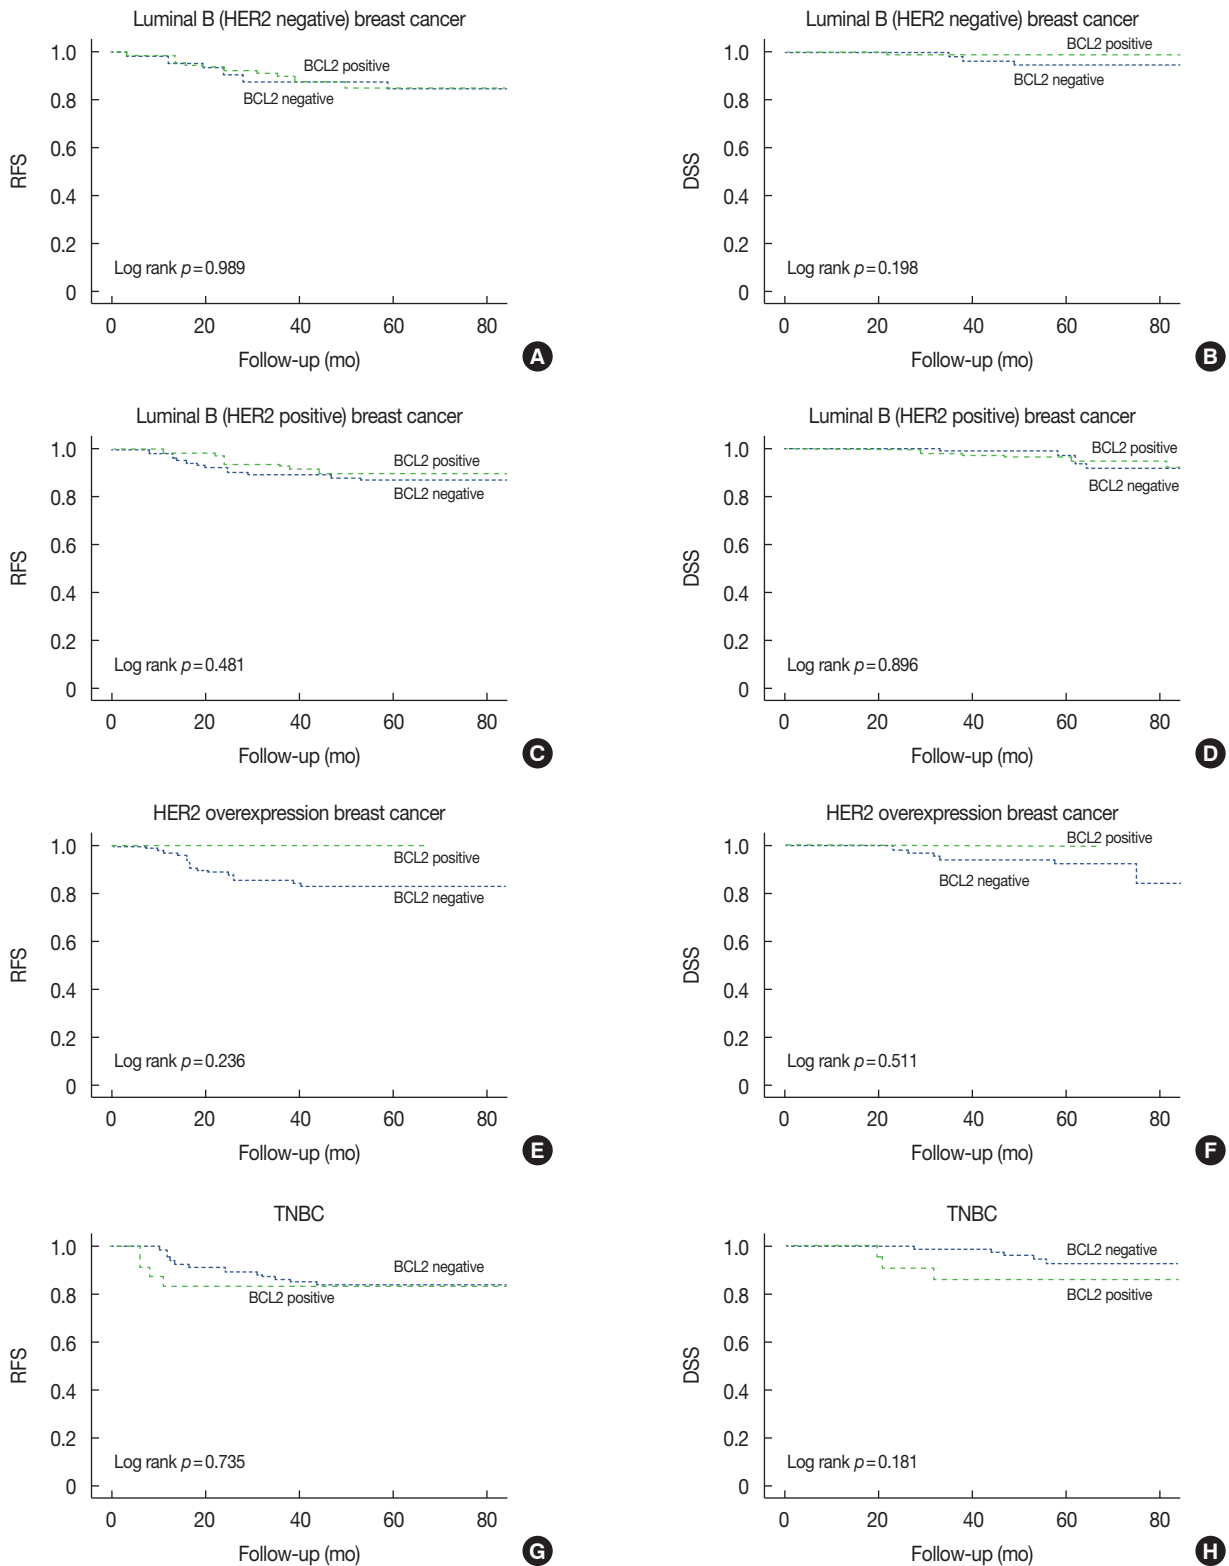 Luminal B (HER2 negative) breast cancer
1.0
0.8
0.6
0.4
0.2
0
RFS
BCL2 positive
BCL2 negative
Log rank p=0.989
0 20 40 60 80
Follow-up (mo)
A
Luminal B (HER2 negative) breast cancer
1.0
0.8
0.6
0.4
0.2
0
DSS
BCL2 positive
BCL2 negative
Log rank p=0.198
0 20 40 60 80
Follow-up (mo)
B
Luminal B (HER2 positive) breast cancer
1.0
0.8
0.6
0.4
0.2
0
RFS
BCL2 positive
BCL2 negative
Log rank p=0.481
0 20 40 60 80
Follow-up (mo)
C
Luminal B (HER2 positive) breast cancer
1.0
0.8
0.6
0.4
0.2
0
DSS
BCL2 positive
BCL2 negative
Log rank p=0.896
0 20 40 60 80
Follow-up (mo)
D
HER2 overexpression breast cancer
1.0
0.8
0.6
0.4
0.2
0
RFS
BCL2 positive
BCL2 negative
Log rank p=0.236
0 20 40 60 80
Follow-up (mo)
E
HER2 overexpression breast cancer
1.0
0.8
0.6
0.4
0.2
0
DSS
BCL2 positive
BCL2 negative
Log rank p=0.511
0 20 40 60 80
Follow-up (mo)
F
TNBC
1.0
0.8
0.6
0.4
0.2
0
RFS
BCL2 negative
BCL2 positive
Log rank p=0.735
0 20 40 60 80
Follow-up (mo)
G
TNBC
1.0
0.8
0.6
0.4
0.2
0
DSS
BCL2 negative
BCL2 positive
Log rank p=0.181
0 20 40 60 80
Follow-up (mo)
H